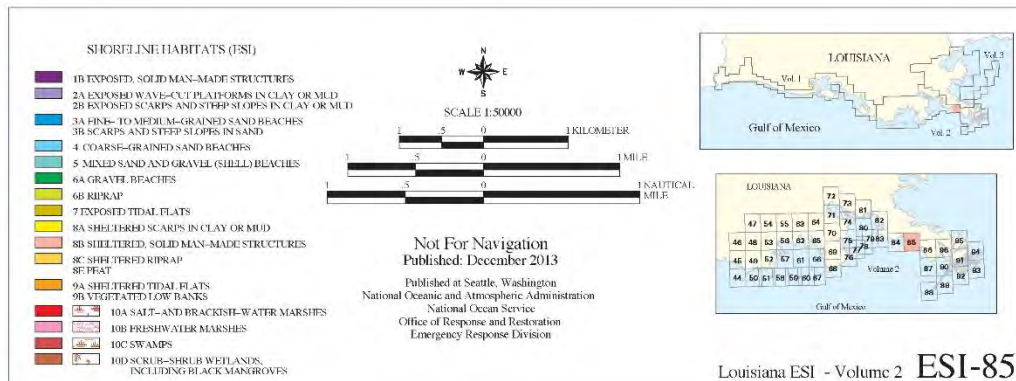 SHORELINE HABITATS (ESI)
1B EXPOSED, SOLID MAN-MADE STRUCTURES
2A EXPOSED WAVE-CUT PLATFORMS IN CLAY OR MUD
2B EXPOSED SCARPS AND STEEP SLOPES IN CLAY OR MUD
3A FINE- TO MEDIUM-GRAINED SAND BEACHES
3B SCARPS AND STEEP SLOPES IN SAND
4 COARSE-GRAINED SAND BEACHES
5 MIXED SAND AND GRAVEL (SHELL) BEACHES
6A GRAVEL BEACHES
6B RIPRAP
7 EXPOSED TIDAL FLATS
8A SHELTERED SCARPS IN CLAY OR MUD
8B SHELTERED, SOLID MAN-MADE STRUCTURES
8C SHELTERED RIPRAP
8E PEAT
9A SHELTERED TIDAL FLATS
9B VEGETATED LOW BANKS
10A SALT- AND BRACKISH-WATER MARSHES
10B FRESHWATER MARSHES
10C SWAMPS
10D SCRUB-SHRUB WETLANDS,
INCLUDING BLACK MANGROVES
N
W E
S
SCALE 1:50000
1 .5 0 1 KILOMETER
1 .5 0 1 MILE
1 .5 0 1 NAUTICAL
MILE
Not For Navigation
Published: December 2013
Published at Seattle, Washington
National Oceanic and Atmospheric Administration
National Ocean Service
Office of Response and Restoration
Emergency Response Division
LOUISIANA
Vol. 1
Vol. 3
Gulf of Mexico
Vol. 2
LOUISIANA
72
73
71 74 81
47 54 55 63 64 80 82
70
46 48 53 56 62 65 75 79 83 84 85
69 77 78 86 96 95 94
45 49 52 57 61 66 76
68 Volume 2 87 90 91 93
44 50 51 58 59 60 67
88 89 92
Gulf of Mexico
Louisiana ESI - Volume 2 ESI-85